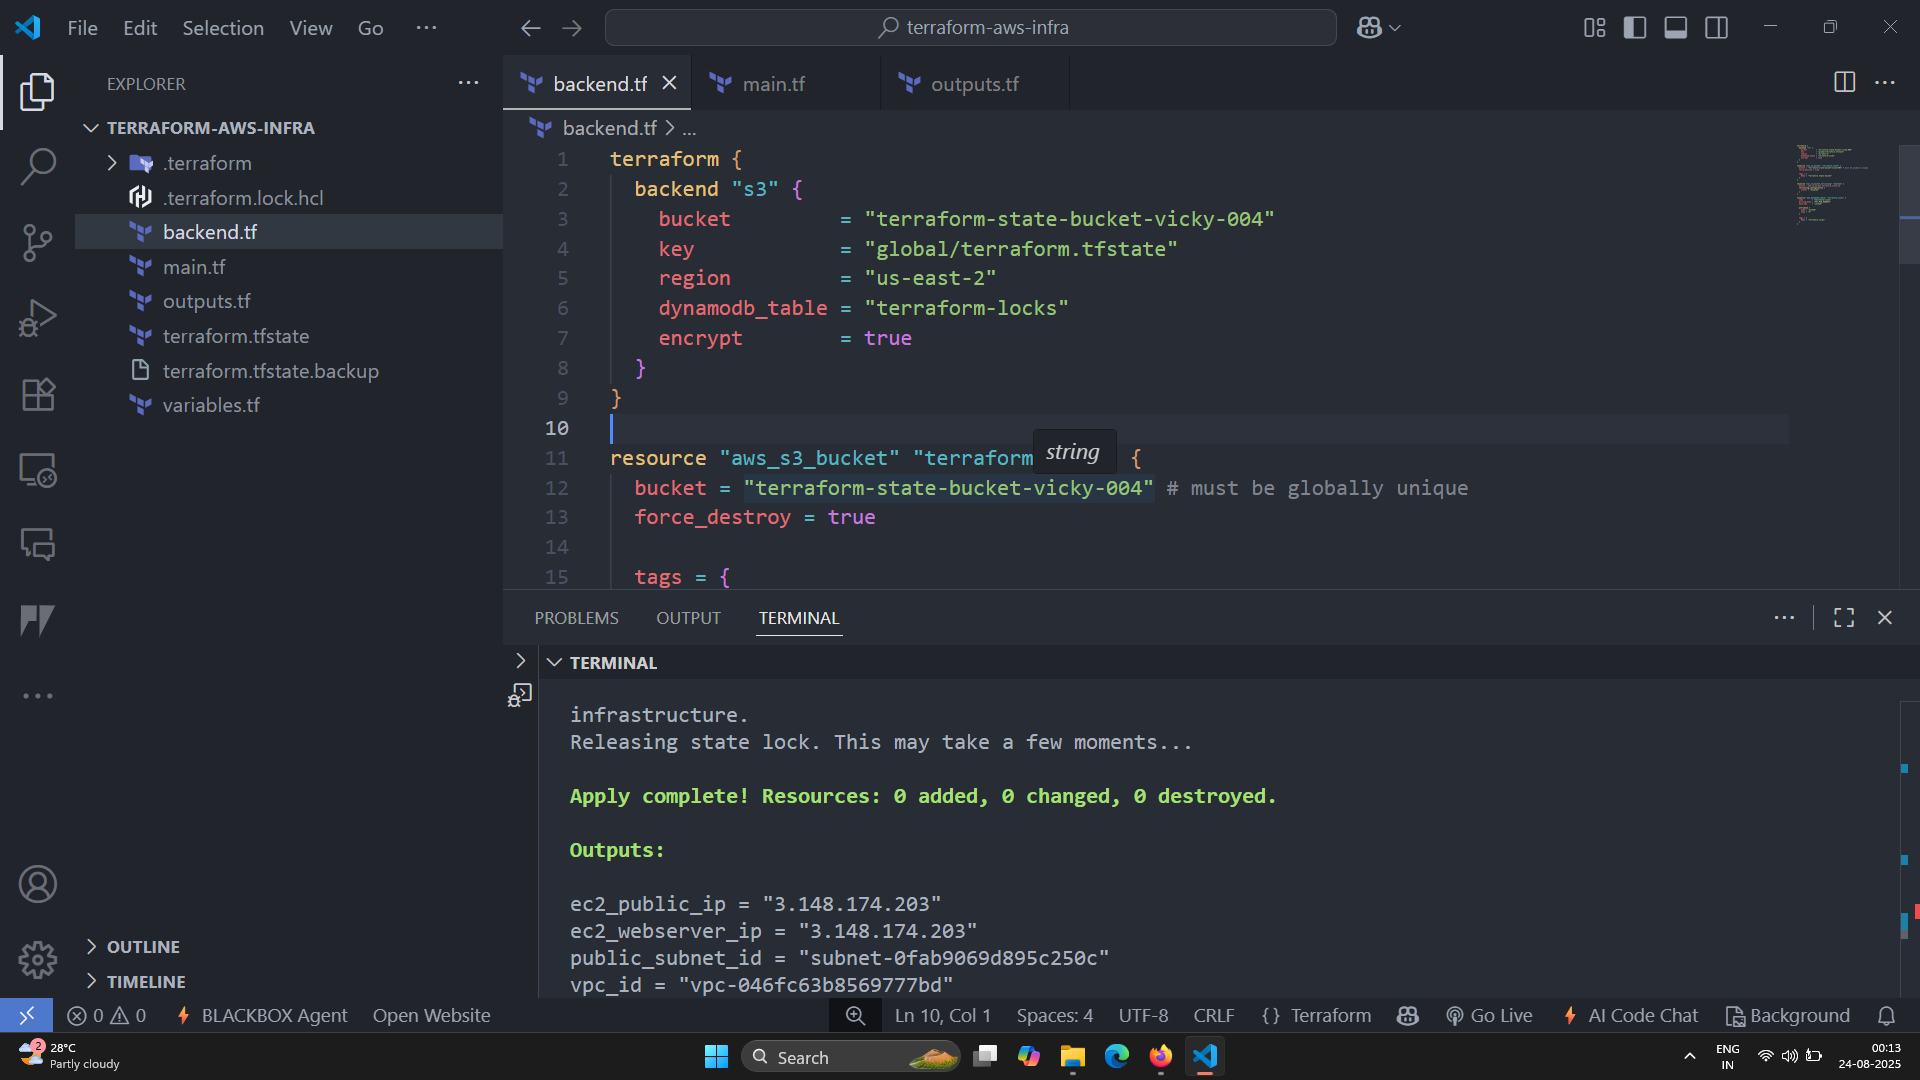 File Edit Selection View Go ···
terraform-aws-infra
EXPLORER
TERRAFORM-AWS-INFRA
.terraform
.terraform.lock.hcl
backend.tf
main.tf
outputs.tf
terraform.tfstate
terraform.tfstate.backup
variables.tf
OUTLINE
TIMELINE
backend.tf
main.tf
outputs.tf
backend.tf > ...
1 terraform {
2 backend "s3" {
3 bucket = "terraform-state-bucket-vicky-004"
4 key = "global/terraform.tfstate"
5 region = "us-east-2"
6 dynamodb_table = "terraform-locks"
7 encrypt = true
8 }
9 }
10
11 resource "aws_s3_bucket" "terraform {
string
12 bucket = "terraform-state-bucket-vicky-004" # must be globally unique
13 force_destroy = true
14
15 tags = {
PROBLEMS OUTPUT TERMINAL
TERMINAL
infrastructure.
Releasing state lock. This may take a few moments...
Apply complete! Resources: 0 added, 0 changed, 0 destroyed.
Outputs:
ec2_public_ip = "3.148.174.203"
ec2_webserver_ip = "3.148.174.203"
public_subnet_id = "subnet-0fab9069d895c250c"
vpc_id = "vpc-046fc63b8569777bd"
0 0 BLACKBOX Agent Open Website Ln 10, Col 1 Spaces: 4 UTF-8 CRLF {} Terraform Go Live AI Code Chat Background
2
28°C
Partly cloudy
Search
ENG
IN
00:13
24-08-2025